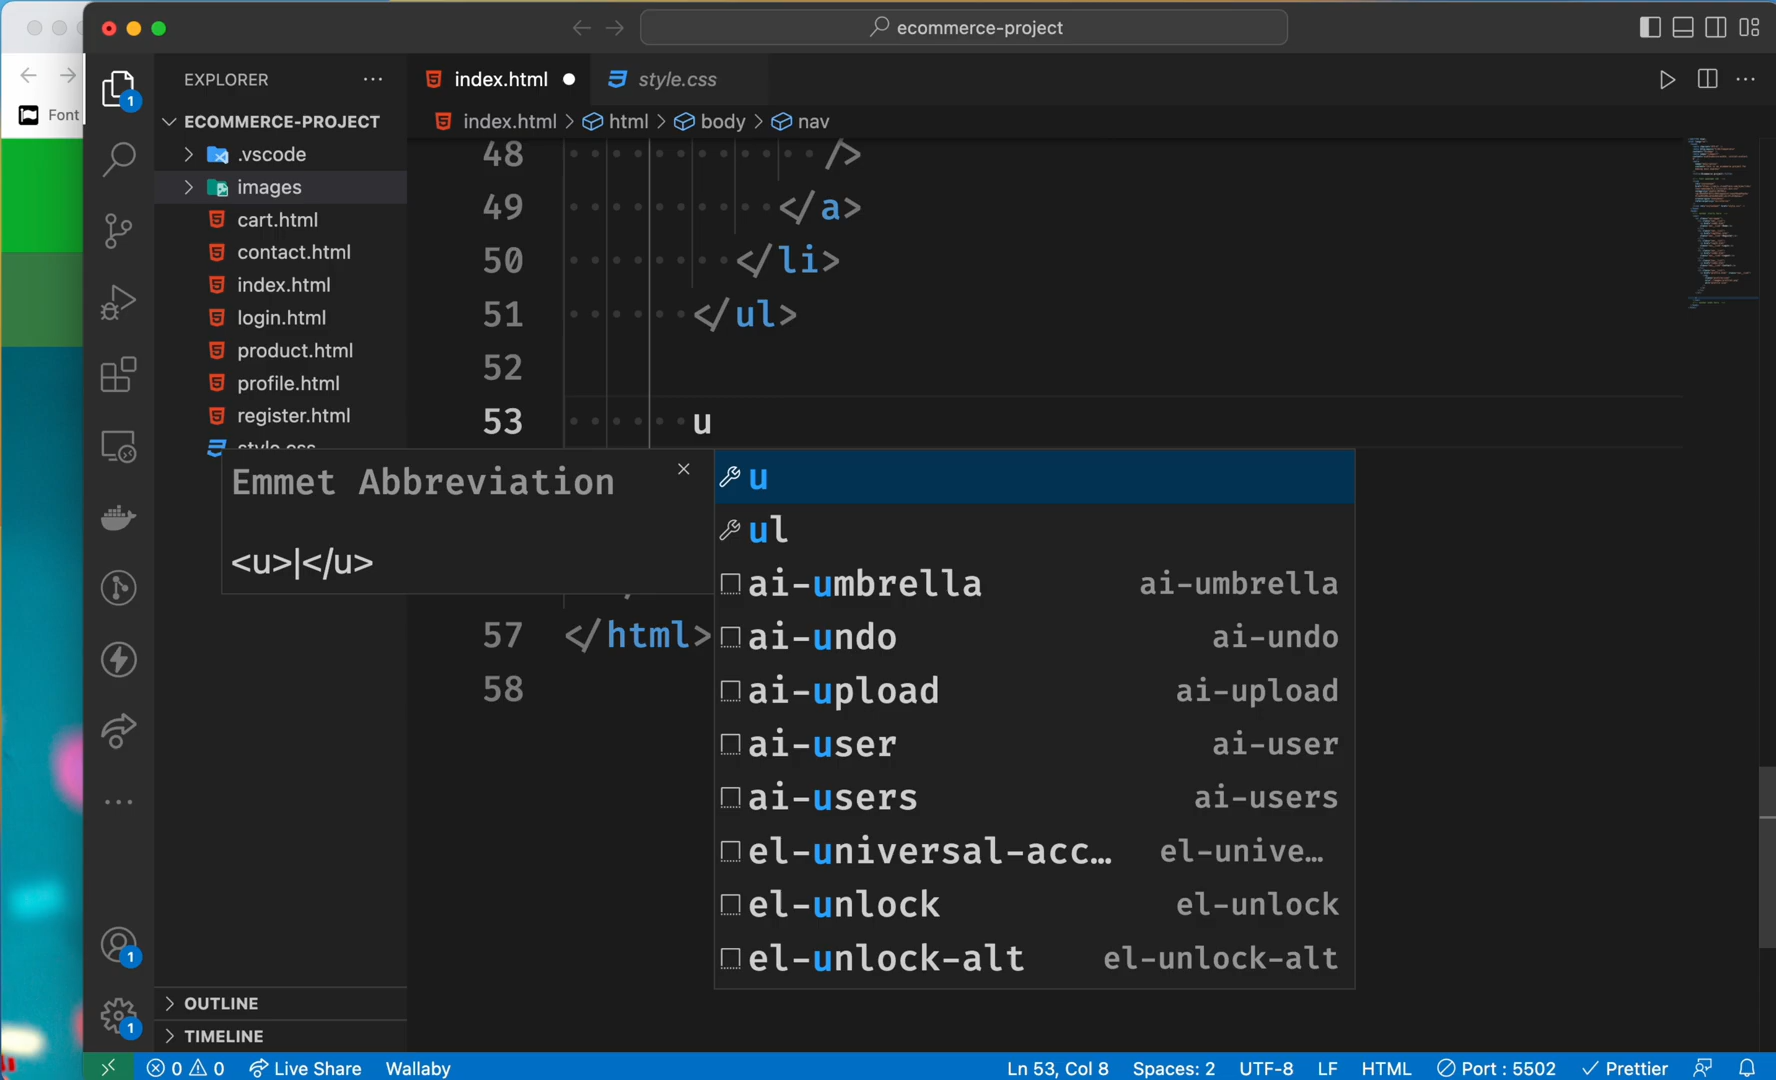 ecommerce-project
Font
1
EXPLORER
index.html
style.css
index.html > html > body > nav
ECOMMERCE-PROJECT
.vscode
images
cart.html
contact.html
index.html
login.html
product.html
profile.html
register.html
style.css
48 />
49 </a>
50 </li>
51 </ul>
52
53 u
Emmet Abbreviation
<u>|</u>
u
ul
ai-umbrella ai-umbrella
ai-undo ai-undo
ai-upload ai-upload
ai-user ai-user
ai-users ai-users
el-universal-acc… el-unive…
el-unlock el-unlock
el-unlock-alt el-unlock-alt
57 </html>
58
1
1
OUTLINE
TIMELINE
0 0 Live Share Wallaby
Ln 53, Col 8 Spaces: 2 UTF-8 LF HTML Port : 5502 Prettier